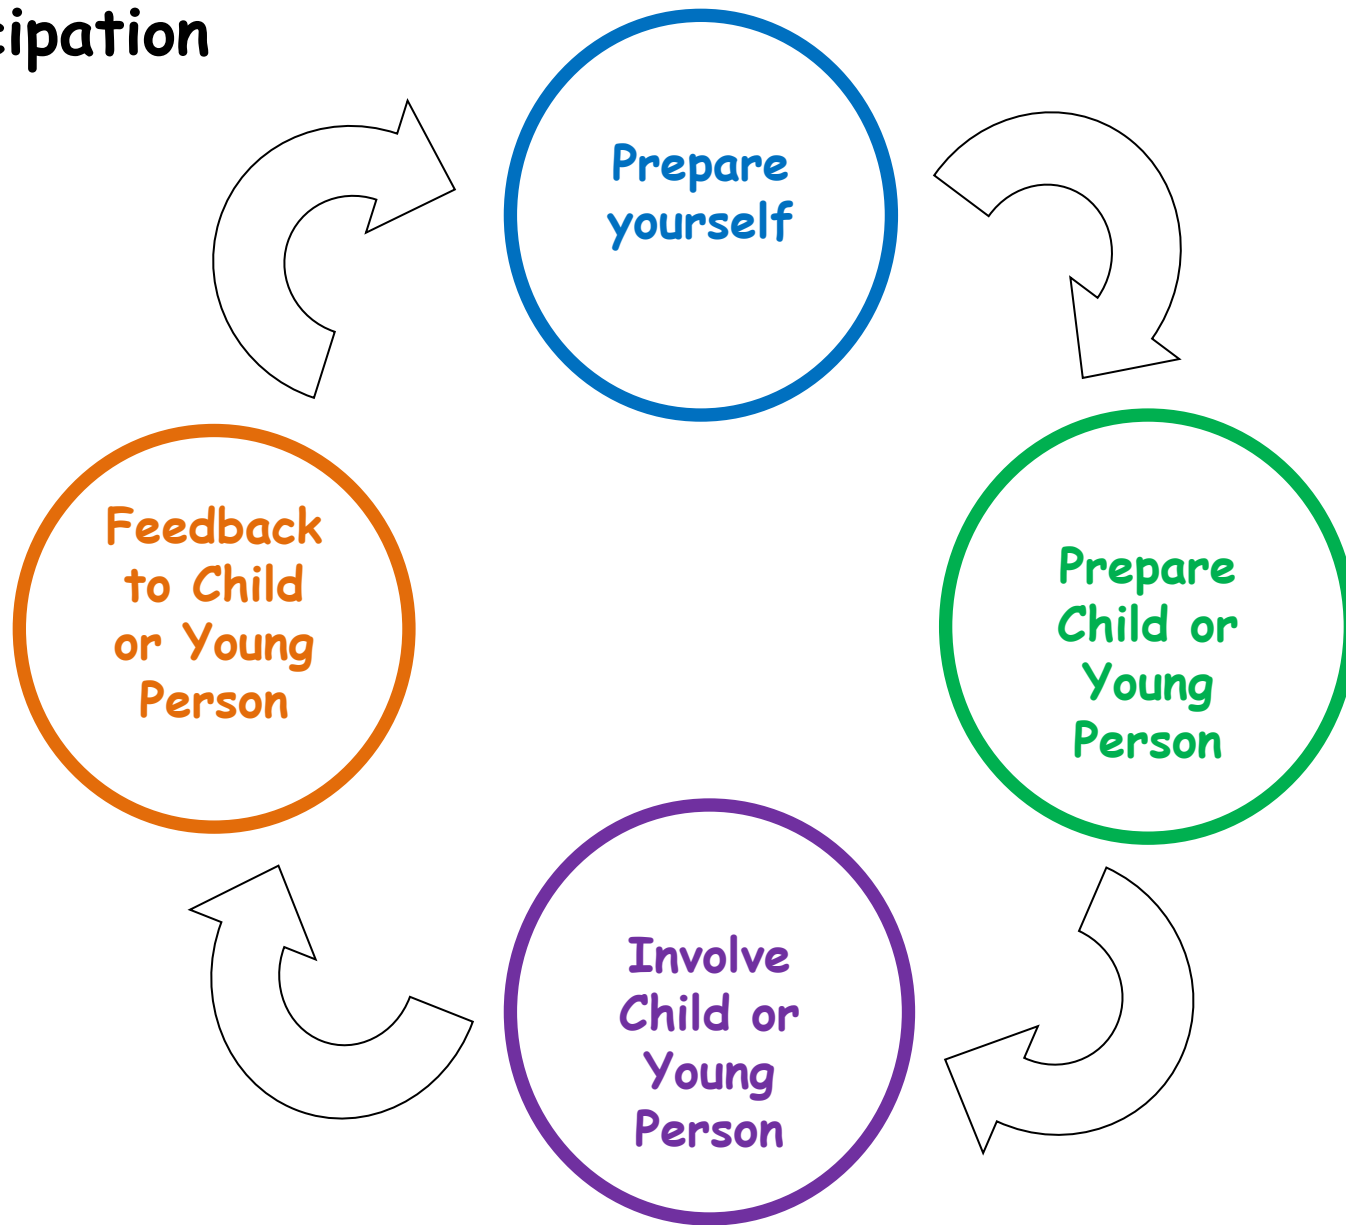 cipation
Prepare
yourself
Prepare
Child or
Young
Person
Involve
Child or
Young
Person
Feedback
to Child
or Young
Person